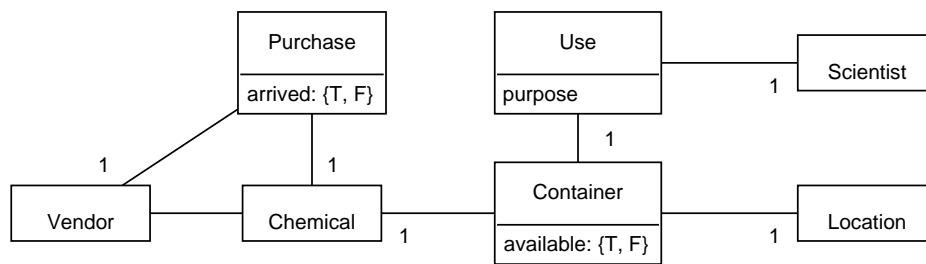 Purchase
arrived: {T, F}
Use
purpose
Scientist
1
1
1
1
Vendor
Chemical
1
Container
available: {T, F}
1
Location